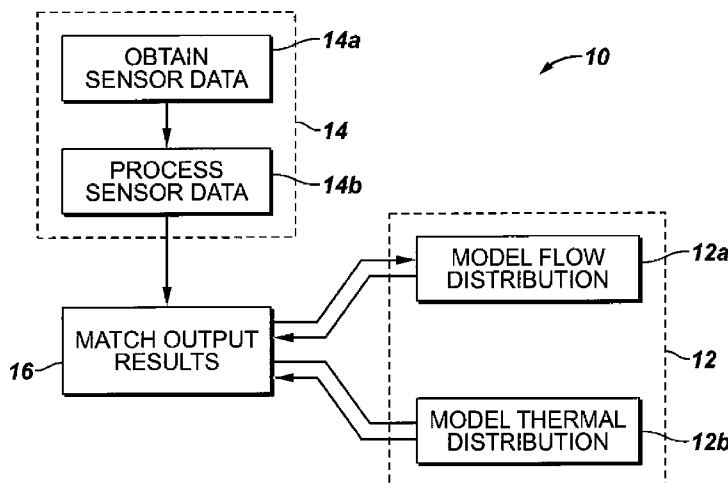 OBTAIN
SENSOR DATA
14a
10
14
PROCESS
SENSOR DATA
14b
MODEL FLOW
DISTRIBUTION
12a
MATCH OUTPUT
RESULTS
16
12
MODEL THERMAL
DISTRIBUTION
12b